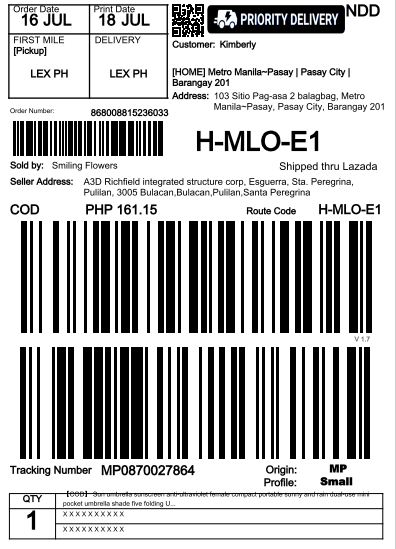 Order Date
Print Date
16 JUL
18 JUL
PRIORITY DELIVERY
NDD
FIRST MILE
[Pickup]
DELIVERY
LEX PH
LEX PH
Customer: Kimberly
[HOME] Metro Manila~Pasay | Pasay City |
Barangay 201
Address: 103 Sitio Pag-asa 2 balagbag, Metro
Manila~Pasay, Pasay City, Barangay 201
Order Number:
868008815236033
H-MLO-E1
Sold by: Smiling Flowers
Shipped thru Lazada
Seller Address: A3D Richfield integrated structure corp, Esguerra, Sta. Peregrina,
Pulilan, 3005 Bulacan,Bulacan,Pulilan,Santa Peregrina
COD PHP 161.15 Route Code H-MLO-E1
V 1.7
Tracking Number MP0870027864
Origin: MP
Profile: Small
QTY
1
【COD】 Sun umbrella sunscreen anti-ultraviolet female compact portable sunny and rain dual-use mini
pocket umbrella shade five folding U...
X X X X X X X X X X
X X X X X X X X X X